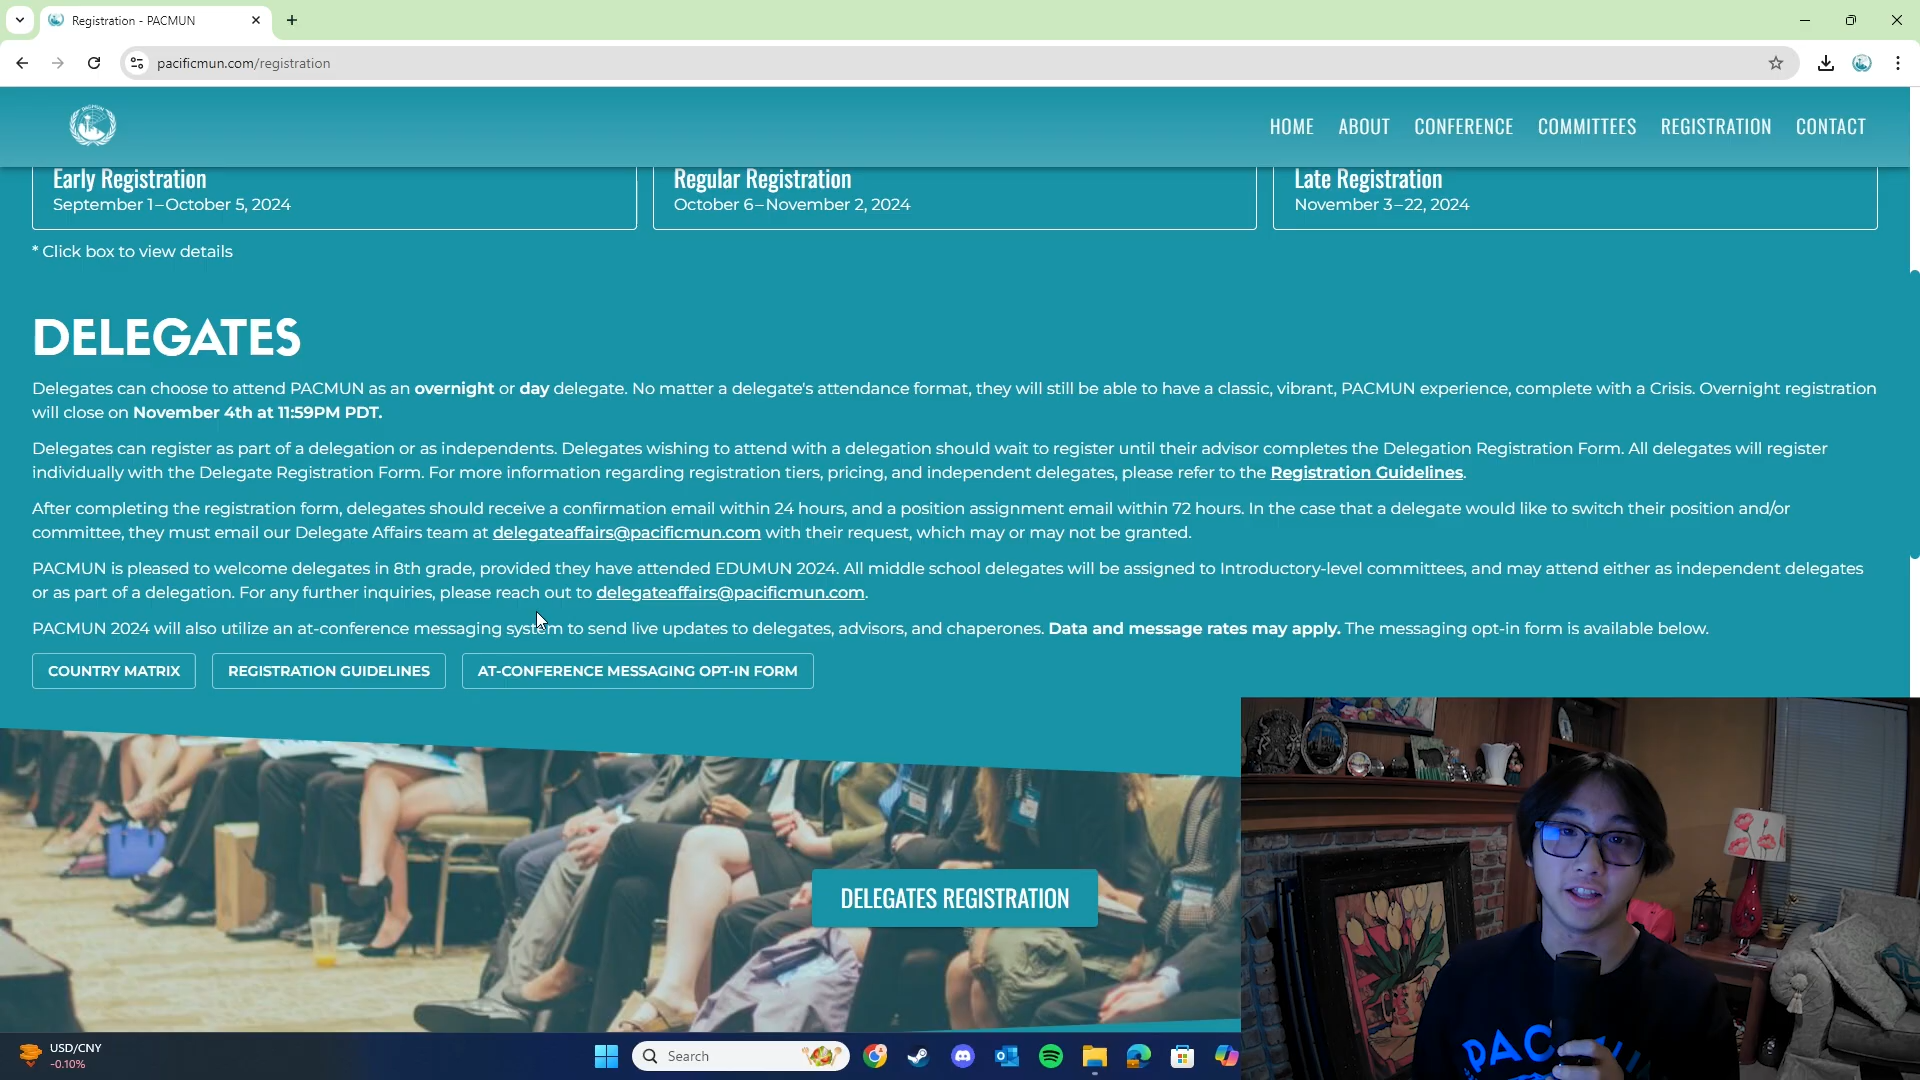 Registration - PACMUN
pacificmun.com/registration
HOME ABOUT CONFERENCE COMMITTEES REGISTRATION CONTACT
Early Registration
September 1–October 5, 2024
Regular Registration
October 6–November 2, 2024
Late Registration
November 3–22, 2024
* Click box to view details
DELEGATES
Delegates can choose to attend PACMUN as an overnight or day delegate. No matter a delegate's attendance format, they will still be able to have a classic, vibrant, PACMUN experience, complete with a Crisis. Overnight registration
will close on November 4th at 11:59PM PDT.
Delegates can register as part of a delegation or as independents. Delegates wishing to attend with a delegation should wait to register until their advisor completes the Delegation Registration Form. All delegates will register
individually with the Delegate Registration Form. For more information regarding registration tiers, pricing, and independent delegates, please refer to the Registration Guidelines.
After completing the registration form, delegates should receive a confirmation email within 24 hours, and a position assignment email within 72 hours. In the case that a delegate would like to switch their position and/or
committee, they must email our Delegate Affairs team at delegateaffairs@pacificmun.com with their request, which may or may not be granted.
PACMUN is pleased to welcome delegates in 8th grade, provided they have attended EDUMUN 2024. All middle school delegates will be assigned to Introductory-level committees, and may attend either as independent delegates
or as part of a delegation. For any further inquiries, please reach out to delegateaffairs@pacificmun.com.
PACMUN 2024 will also utilize an at-conference messaging system to send live updates to delegates, advisors, and chaperones. Data and message rates may apply. The messaging opt-in form is available below.
COUNTRY MATRIX REGISTRATION GUIDELINES AT-CONFERENCE MESSAGING OPT-IN FORM
DELEGATES REGISTRATION
USD/CNY
-0.10%
Search